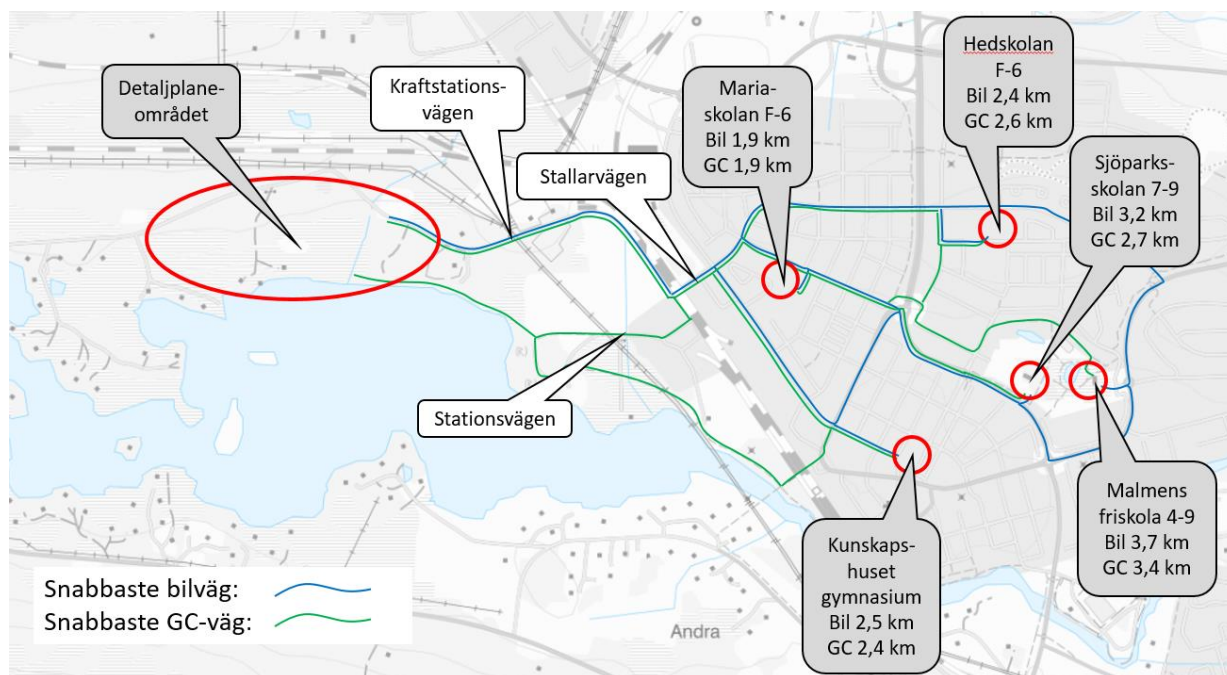 Detaljplane-
området
Kraftstations-
vägen
Stallarvägen
Maria-
skolan F-6
Bil 1,9 km
GC 1,9 km
Hedskolan
F-6
Bil 2,4 km
GC 2,6 km
Sjöparks-
skolan 7-9
Bil 3,2 km
GC 2,7 km
Stationsvägen
Kunskaps-
huset
gymnasium
Bil 2,5 km
GC 2,4 km
Malmens
friskola 4-9
Bil 3,7 km
GC 3,4 km
Snabbaste bilväg:
Snabbaste GC-väg:
Andra